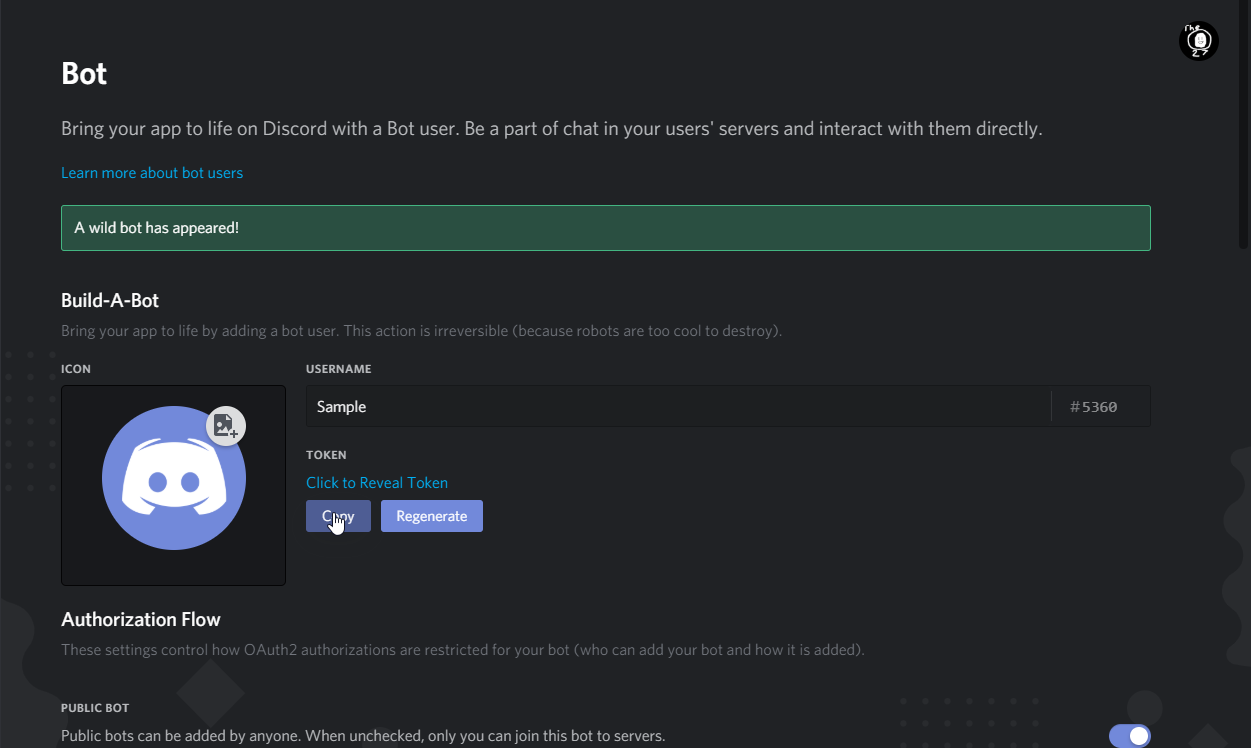 The
27
Bot
Bring your app to life on Discord with a Bot user. Be a part of chat in your users' servers and interact with them directly.
Learn more about bot users
A wild bot has appeared!
Build-A-Bot
Bring your app to life by adding a bot user. This action is irreversible (because robots are too cool to destroy).
ICON
USERNAME
Sample
#5360
TOKEN
Click to Reveal Token
Copy
Regenerate
Authorization Flow
These settings control how OAuth2 authorizations are restricted for your bot (who can add your bot and how it is added).
PUBLIC BOT
Public bots can be added by anyone. When unchecked, only you can join this bot to servers.